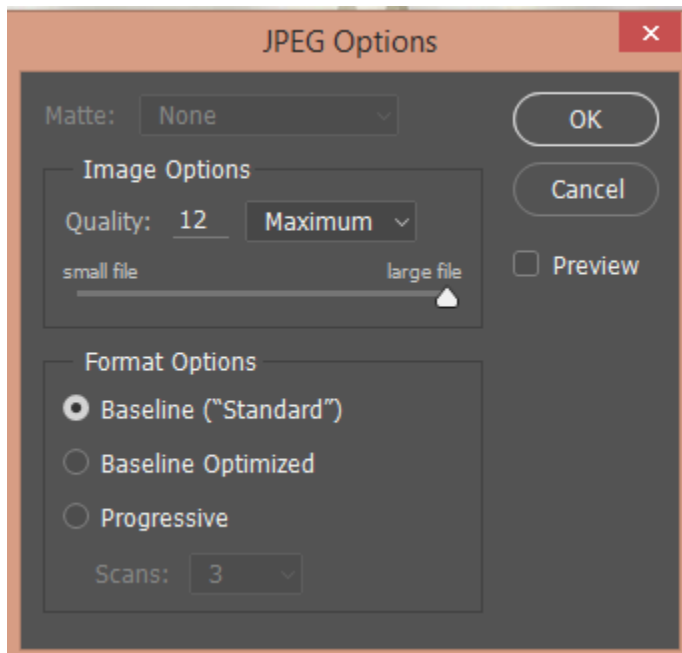 JPEG Options
Matte: None
OK
Image Options
Cancel
Quality: 12 Maximum
small file large file
Preview
Format Options
Baseline (“Standard”)
Baseline Optimized
Progressive
Scans: 3